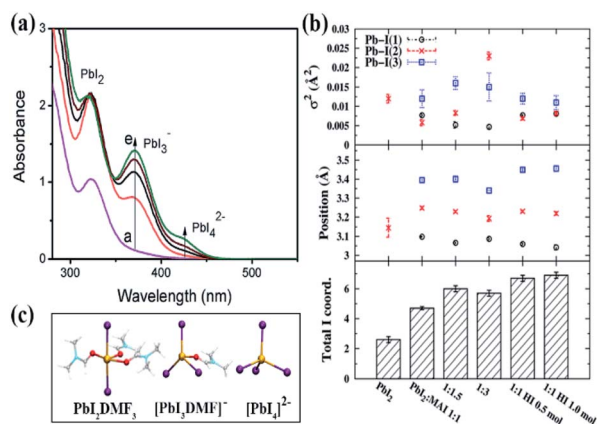 (a)
3
2
1
0
Absorbance
PbI₂
e
PbI₃⁻
a
PbI₄²⁻
300
400
500
Wavelength (nm)
(b)
Pb-I(1)
Pb-I(2)
Pb-I(3)
0.03
0.025
0.02
0.015
0.01
0.005
0
σ² (Å²)
3.5
3.4
3.3
3.2
3.1
3
Position (Å)
6
4
2
0
Total I coord.
PbI₂
PbI₂:MAI 1:1
1:1.5
1:3
1:1 HI 0.5 mol
1:1 HI 1.0 mol
(c)
PbI₂DMF₃
[PbI₃DMF]⁻
[PbI₄]²⁻